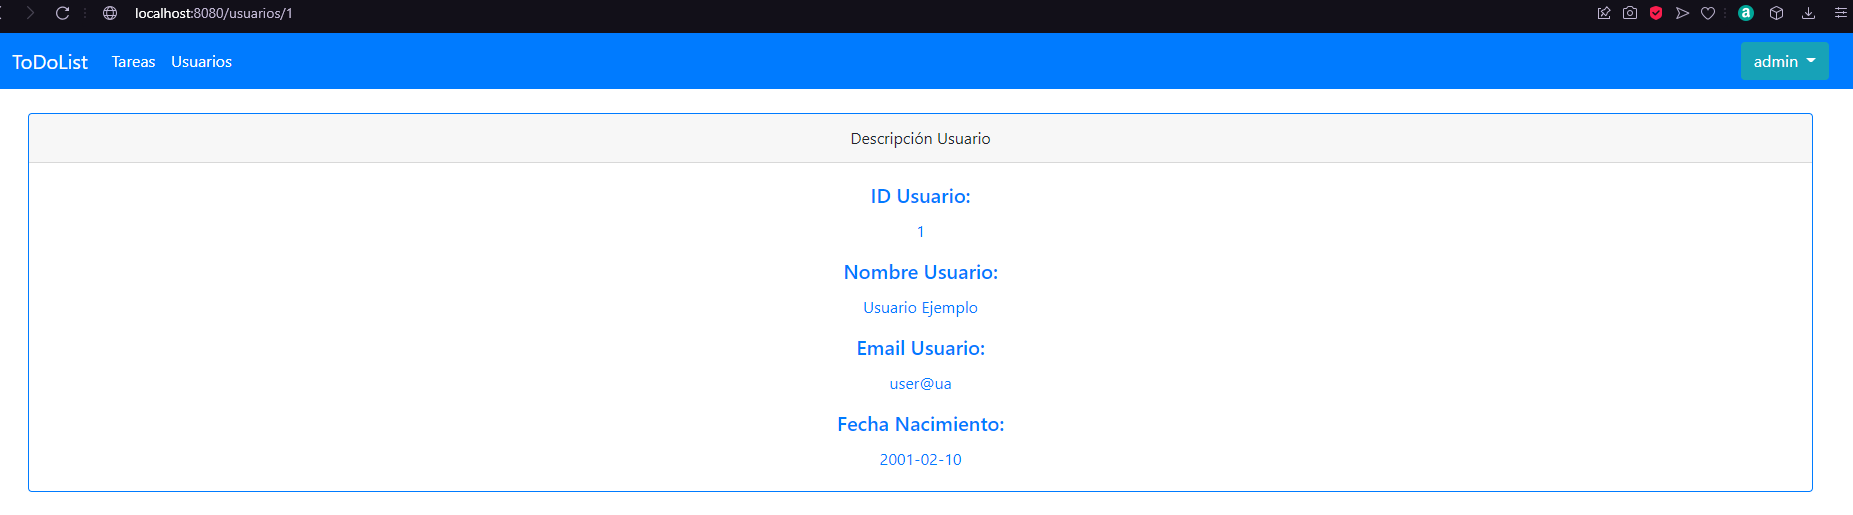 localhost:8080/usuarios/1
ToDoList Tareas Usuarios admin
Descripción Usuario
ID Usuario:
1
Nombre Usuario:
Usuario Ejemplo
Email Usuario:
user@ua
Fecha Nacimiento:
2001-02-10